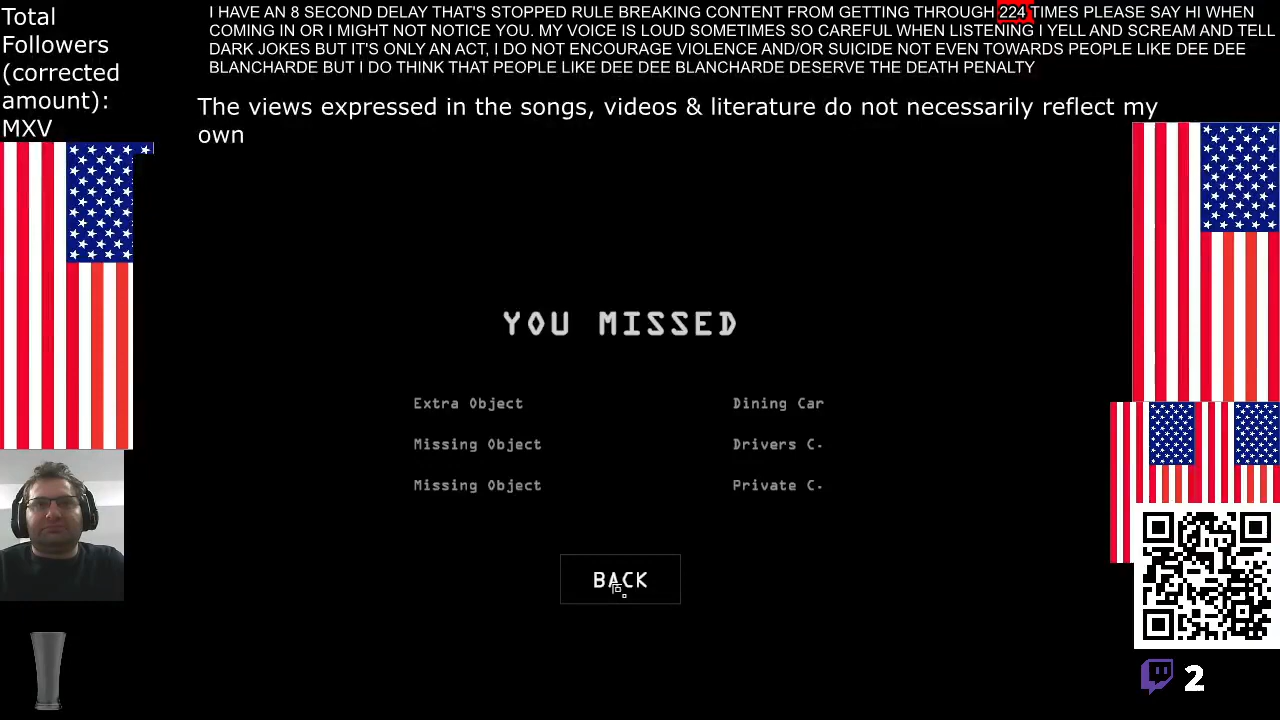 Total
Followers
(corrected
amount):
MXV
I HAVE AN 8 SECOND DELAY THAT'S STOPPED RULE BREAKING CONTENT FROM GETTING THROUGH 224 TIMES PLEASE SAY HI WHEN
COMING IN OR I MIGHT NOT NOTICE YOU. MY VOICE IS LOUD SOMETIMES SO CAREFUL WHEN LISTENING I YELL AND SCREAM AND TELL
DARK JOKES BUT IT'S ONLY AN ACT, I DO NOT ENCOURAGE VIOLENCE AND/OR SUICIDE NOT EVEN TOWARDS PEOPLE LIKE DEE DEE
BLANCHARDE BUT I DO THINK THAT PEOPLE LIKE DEE DEE BLANCHARDE DESERVE THE DEATH PENALTY
The views expressed in the songs, videos & literature do not necessarily reflect my
own
YOU MISSED
Extra Object Dining Car
Missing Object Drivers C.
Missing Object Private C.
BACK
2